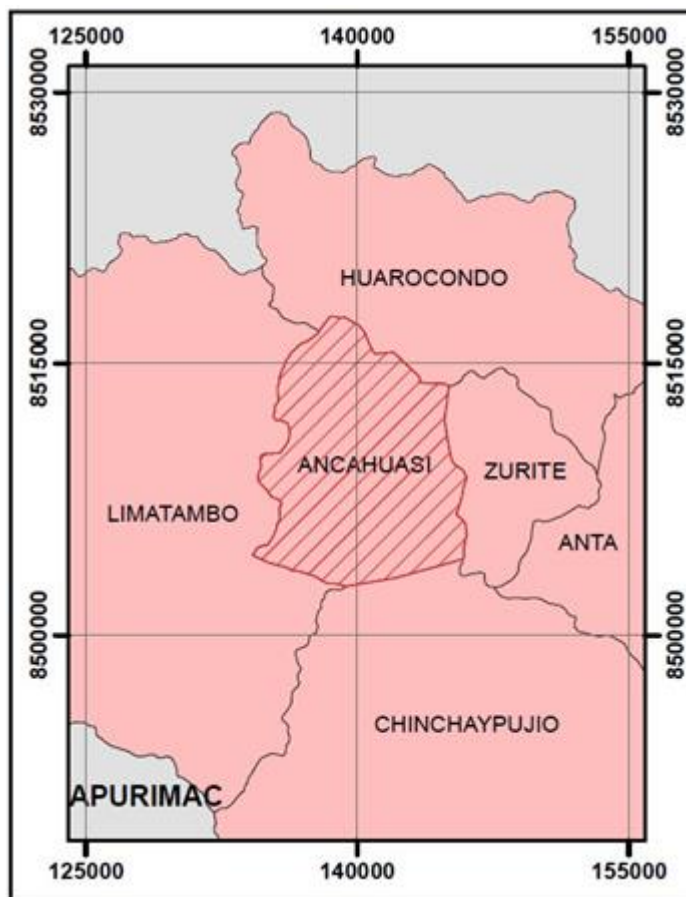 125000 140000 155000
8530000 8530000
HUAROCONDO
8515000 8515000
ANCAHUASI
ZURITE
LIMATAMBO
ANTA
8500000 8500000
CHINCHAYPUJIO
APURIMAC
125000 140000 155000